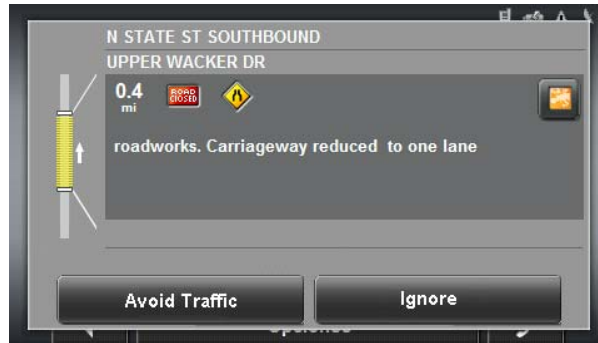 N STATE ST SOUTHBOUND
UPPER WACKER DR
0.4
mi
ROAD
CLOSED
roadworks. Carriageway reduced to one lane
Avoid Traffic
Ignore